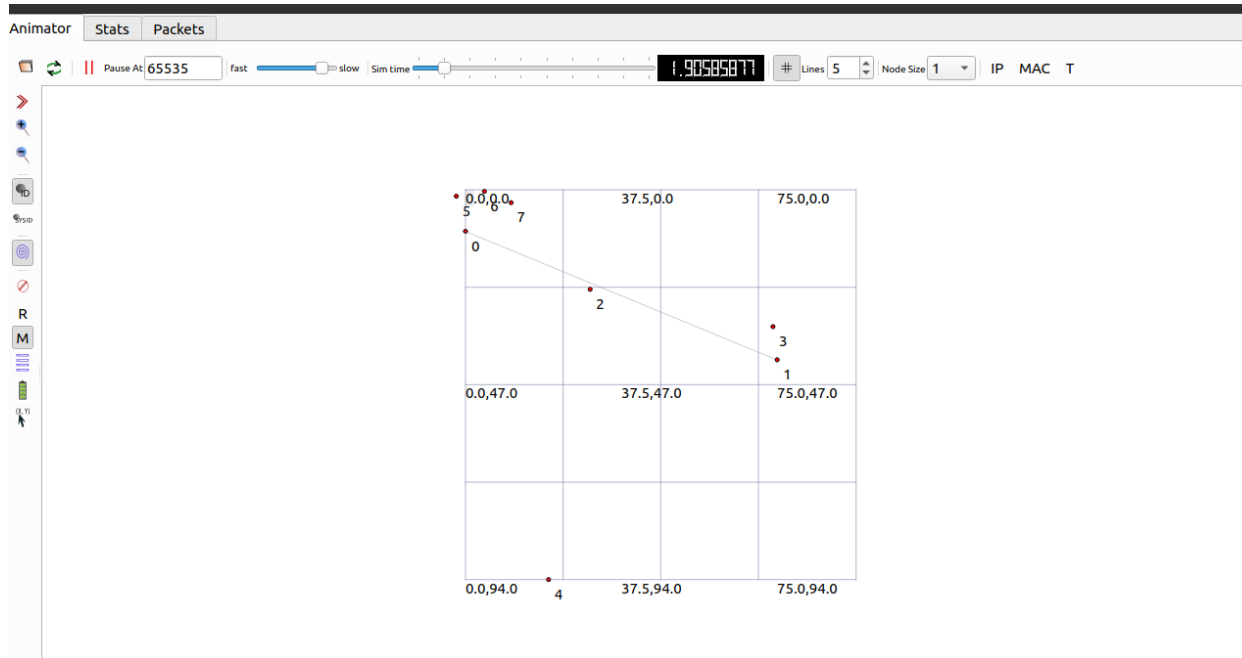 Animator Stats Packets
Pause At 65535 fast slow Sim time 1.90585877 # Lines 5 Node Size 1 IP MAC T
ID
SYSID
R
M
(X, Y)
0.0,0.0 37.5,0.0 75.0,0.0
5 6 7
0
2
3
1
0.0,47.0 37.5,47.0 75.0,47.0
0.0,94.0 4 37.5,94.0 75.0,94.0